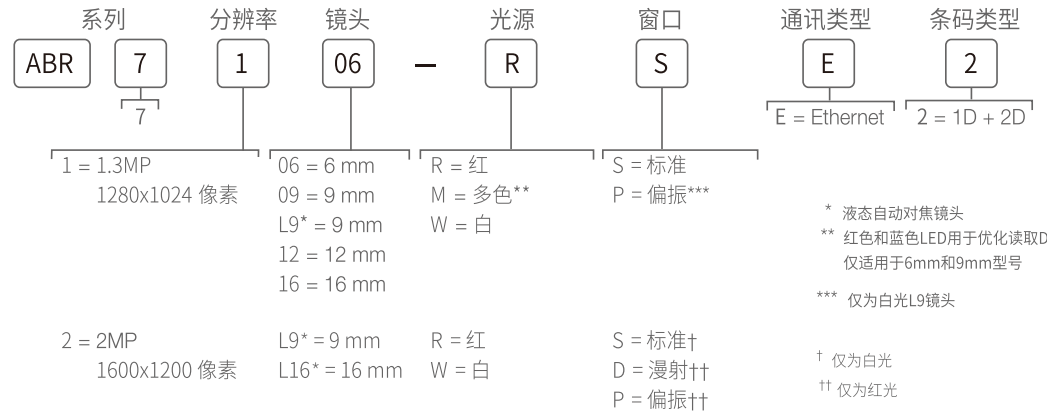 系列 分辨率 镜头 光源 窗口 通讯类型 条码类型
ABR 7 1 06 – R S E 2
7 E = Ethernet 2 = 1D + 2D
1 = 1.3MP 06 = 6 mm R = 红 S = 标准
1280x1024 像素 09 = 9 mm M = 多色** P = 偏振***
L9* = 9 mm W = 白
12 = 12 mm
16 = 16 mm
* 液态自动对焦镜头
** 红色和蓝色LED用于优化读取D
仅适用于6mm和9mm型号
*** 仅为白光L9镜头
2 = 2MP L9* = 9 mm R = 红 S = 标准†
1600x1200 像素 L16* = 16 mm W = 白 D = 漫射††
P = 偏振††
† 仅为白光
†† 仅为红光